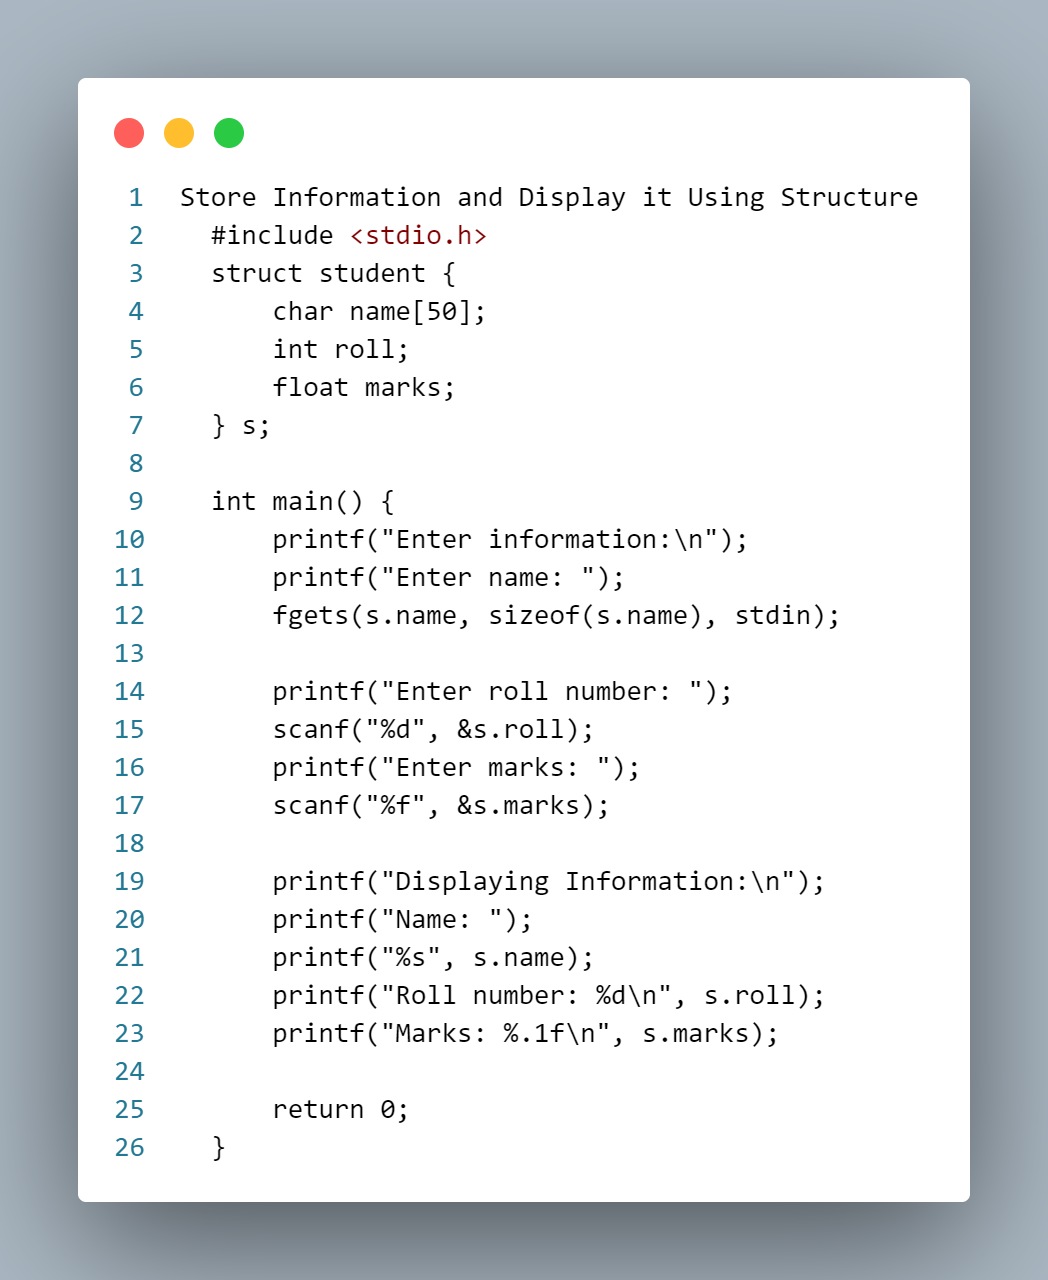 1 Store Information and Display it Using Structure
2   #include <stdio.h>
3   struct student {
4       char name[50];
5       int roll;
6       float marks;
7   } s;
8
9   int main() {
10       printf("Enter information:\n");
11       printf("Enter name: ");
12       fgets(s.name, sizeof(s.name), stdin);
13
14       printf("Enter roll number: ");
15       scanf("%d", &s.roll);
16       printf("Enter marks: ");
17       scanf("%f", &s.marks);
18
19       printf("Displaying Information:\n");
20       printf("Name: ");
21       printf("%s", s.name);
22       printf("Roll number: %d\n", s.roll);
23       printf("Marks: %.1f\n", s.marks);
24
25       return 0;
26   }